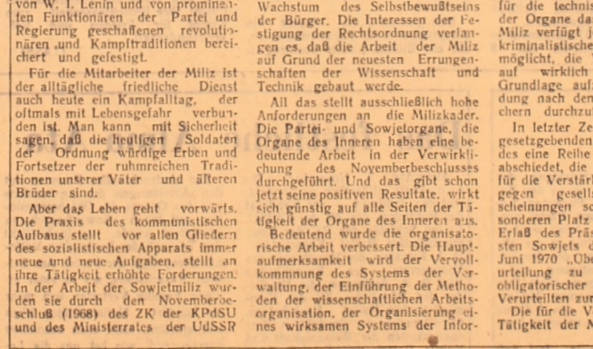 von W. I. Lenin und von prominen-
ten Funktionären der Partei und
Regierung geschaffenen revolutio-
nären und Kampftraditionen berei-
chert und gefestigt.
Für die Mitarbeiter der Miliz ist
der alltägliche friedliche Dienst
auch heute ein Kampfalltag, der
oftmals mit Lebensgefahr verbun-
den ist. Man kann mit Sicherheit
sagen, daß die heutigen Soldaten
der Ordnung würdige Erben und
Fortsetzer der ruhmreichen Tradi-
tionen unserer Väter und älteren
Brüder sind.
Aber das Leben geht vorwärts.
Die Praxis des kommunistischen
Aufbaus stellt vor allen Gliedern
des sozialistischen Apparats immer
neue und neue Aufgaben, stellt an
ihre Tätigkeit erhöhte Forderungen.
In der Arbeit der Sowjetmiliz wur-
den sie durch den Novemberbe-
schluß (1968) des ZK der KPdSU
und des Ministerrates der UdSSR
Wachstum des Selbstbewußtseins
der Bürger. Die Interessen der Fe-
stigung der Rechtsordnung verlan-
gen es, daß die Arbeit der Miliz
auf Grund der neuesten Errungen-
schaften der Wissenschaft und
Technik gebaut werde.
All das stellt ausschließlich hohe
Anforderungen an die Milizkader.
Die Partei- und Sowjetorgane, die
Organe des Inneren haben eine be-
deutende Arbeit in der Verwirkli-
chung des Novemberbeschlusses
durchgeführt. Und das gibt schon
jetzt seine positiven Resultate, wirkt
sich günstig auf alle Seiten der Tä-
tigkeit der Organe des Inneren aus.
Bedeutend wurde die organisato-
rische Arbeit verbessert. Die Haupt-
aufmerksamkeit wird der Vervoll-
kommnung des Systems der Ver-
waltung, der Einführung der Metho-
den der wissenschaftlichen Arbeits-
organisation, der Organisierung ei-
nes wirksamen Systems der Infor-
für die technis
der Organe da
Miliz verfügt j
kriminalistische
möglicht, die
auf wirklich
Grundlage auf
dung nach den
chern durchzu
In letzter Ze
gesetzgebenden
des eine Reihe
abschiedet, die
für die Verstär
gegen gesells
scheinungen sc
sonderen Platz
Erlaß des Präs
sten Sowjets d
Juni 1970 „Übe
urteilung zu
obligatorischer
Verurteilten zur
Die für die V
Tätigkeit der M